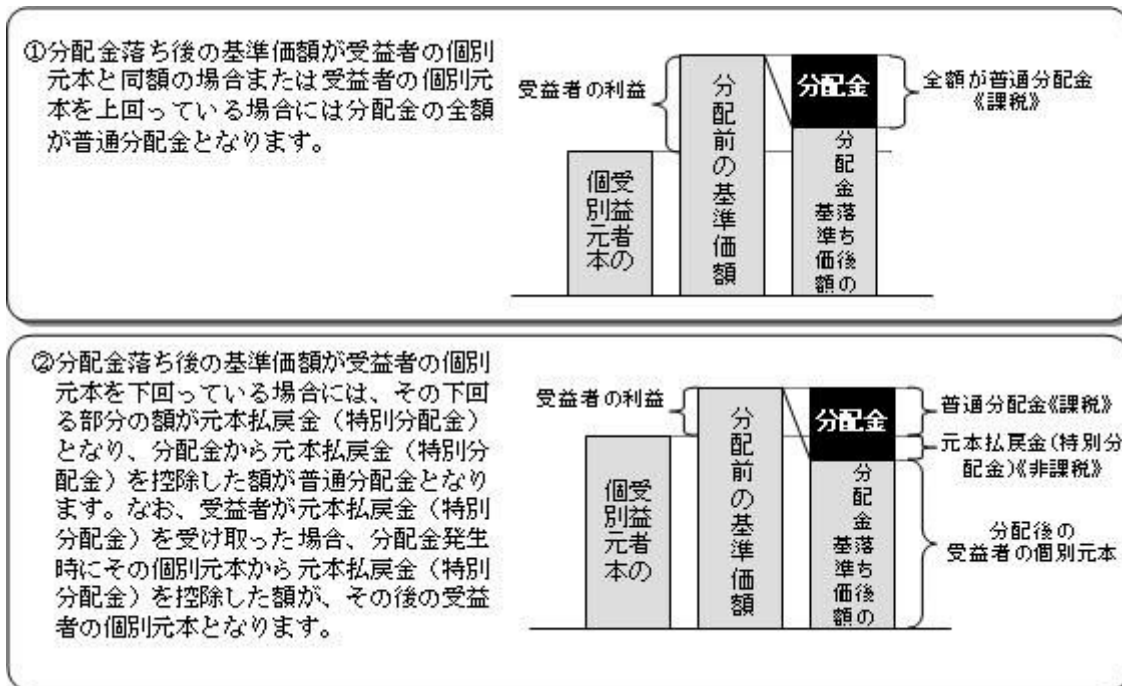 ①分配金落ち後の基準価額が受益者の個別
元本と同額の場合または受益者の個別元
本を上回っている場合には分配金の全額
が普通分配金となります。
受益者の利益
受益者の
個別元本
分配前の基準価額
分配金
分配金落ち後の
基準価額
全額が普通分配金
《課税》
②分配金落ち後の基準価額が受益者の個別
元本を下回っている場合には、その下回
る部分の額が元本払戻金（特別分配金）
となり、分配金から元本払戻金（特別分
配金）を控除した額が普通分配金となり
ます。なお、受益者が元本払戻金（特別
分配金）を受け取った場合、分配金発生
時にその個別元本から元本払戻金（特別
分配金）を控除した額が、その後の受益
者の個別元本となります。
受益者の利益
受益者の
個別元本
分配前の基準価額
分配金
分配金落ち後の
基準価額
普通分配金《課税》
元本払戻金(特別分
配金)《非課税》
分配後の
受益者の個別元本